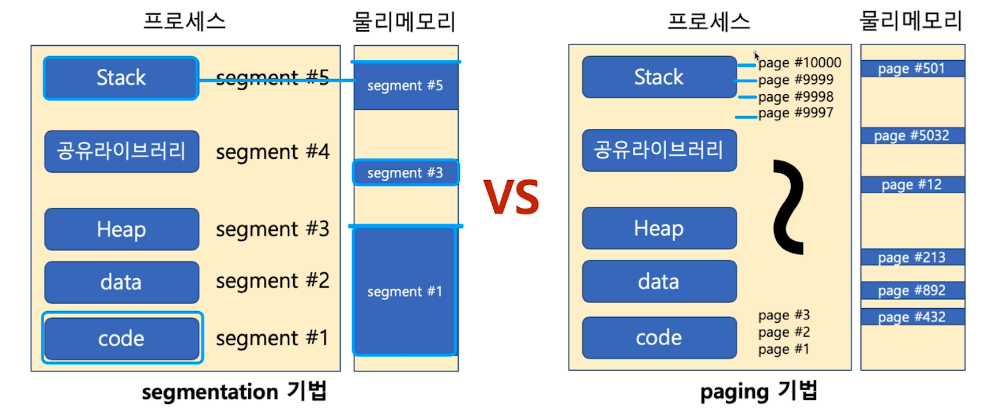 프로세스
물리메모리
Stack
segment #5
segment #5
공유라이브러리
segment #4
segment #3
Heap
segment #3
data
segment #2
segment #1
code
segment #1
segmentation 기법
VS
프로세스
물리메모리
Stack
page #10000
page #9999
page #9998
page #9997
page #501
공유라이브러리
page #5032
page #12
Heap
page #213
data
page #892
code
page #3
page #2
page #1
page #432
paging 기법